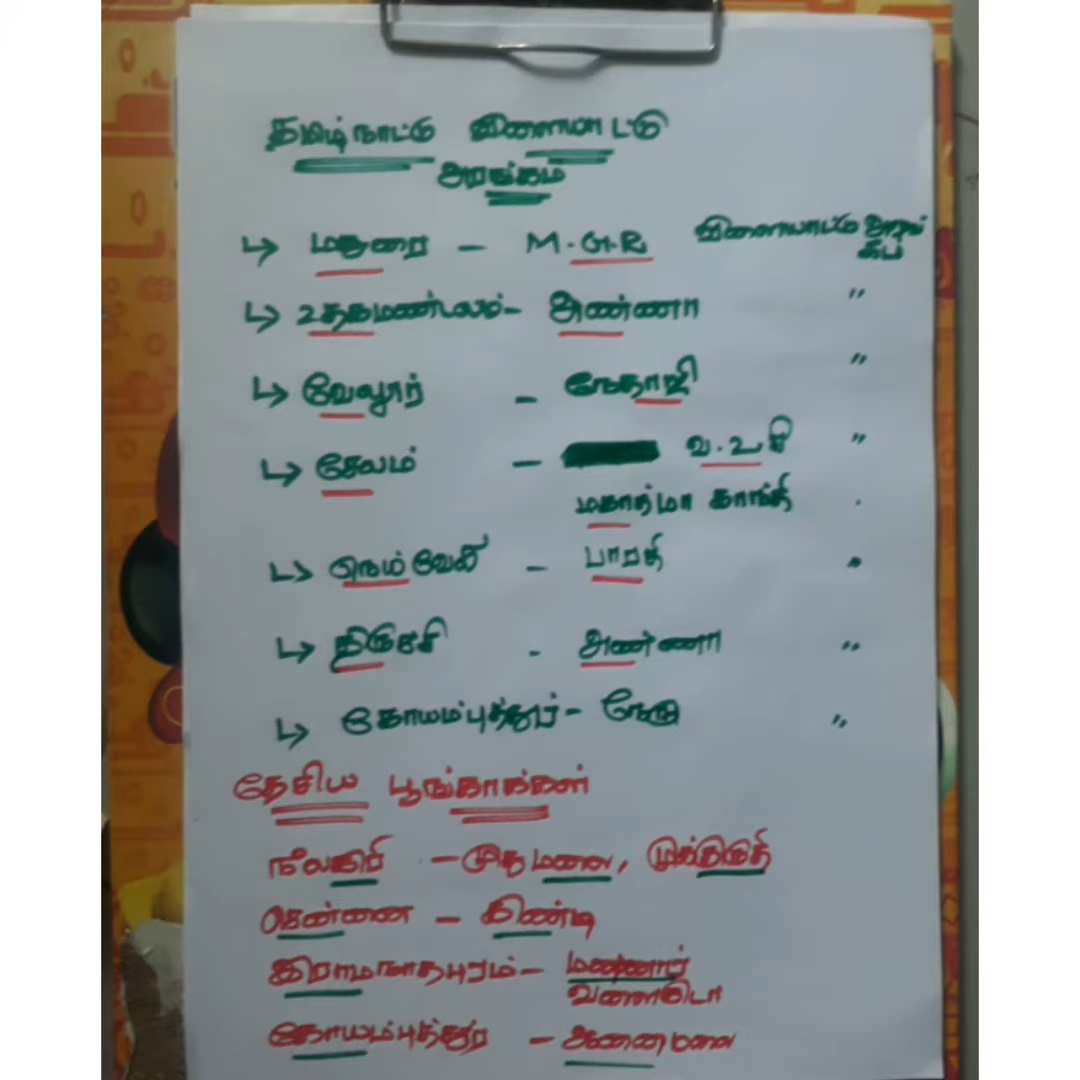 தமிழ்நாட்டு விளையாட்டு
அரங்கம்
↳ மதுரை - M.G.R விளையாட்டு அரங்
கம்
↳ உதகமண்டலம் - அண்ணா "
↳ வேலூர் - நேதாஜி "
↳ சேலம் - வ.உ.சி "
மகாத்மா காந்தி "
↳ நெய்வேலி - பாரதி "
↳ திருச்சி - அண்ணா "
↳ கோயம்புத்தூர் - நேரு "
தேசிய பூங்காக்கள்
நீலகிரி - முதுமலை, முக்குருதி
சென்னை - கிண்டி
இராமநாதபுரம் - மன்னார்
வளைகுடா
கோயம்புத்தூர் - ஆனைமலை